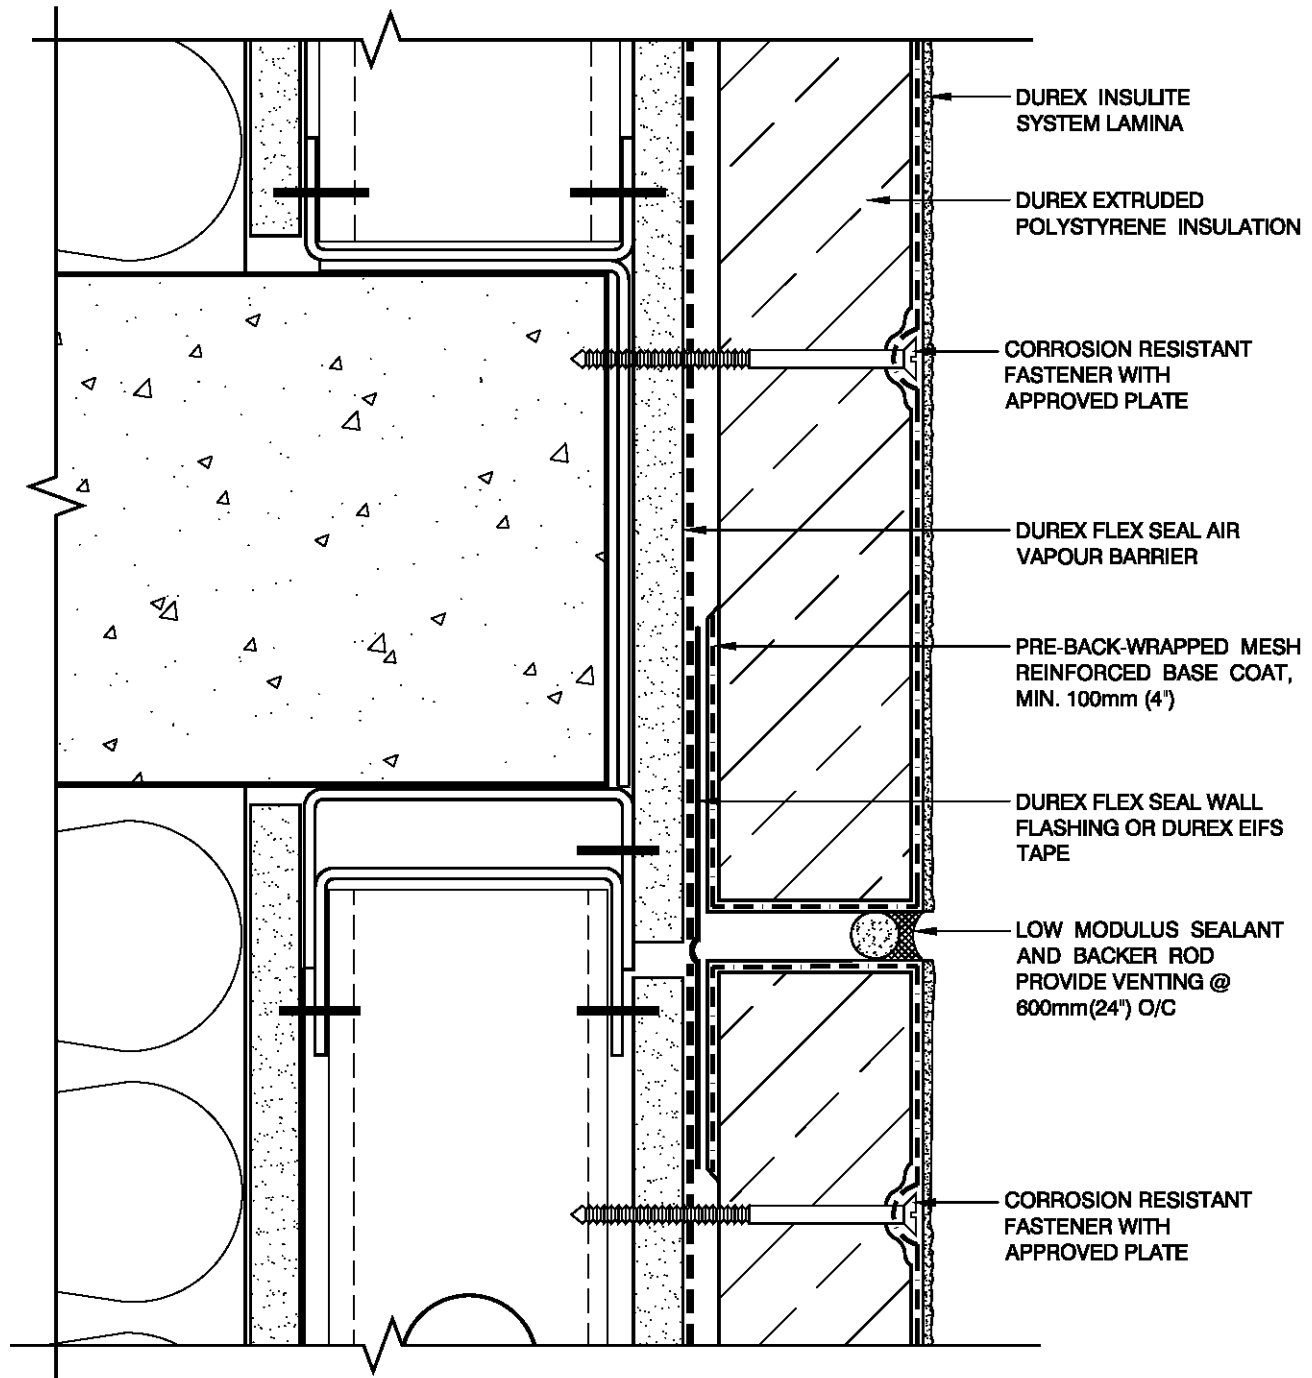 DUREX INSULITE
SYSTEM LAMINA
DUREX EXTRUDED
POLYSTYRENE INSULATION
CORROSION RESISTANT
FASTENER WITH
APPROVED PLATE
DUREX FLEX SEAL AIR
VAPOUR BARRIER
PRE-BACK-WRAPPED MESH
REINFORCED BASE COAT,
MIN. 100mm (4")
DUREX FLEX SEAL WALL
FLASHING OR DUREX EIFS
TAPE
LOW MODULUS SEALANT
AND BACKER ROD
PROVIDE VENTING @
600mm(24") O/C
CORROSION RESISTANT
FASTENER WITH
APPROVED PLATE